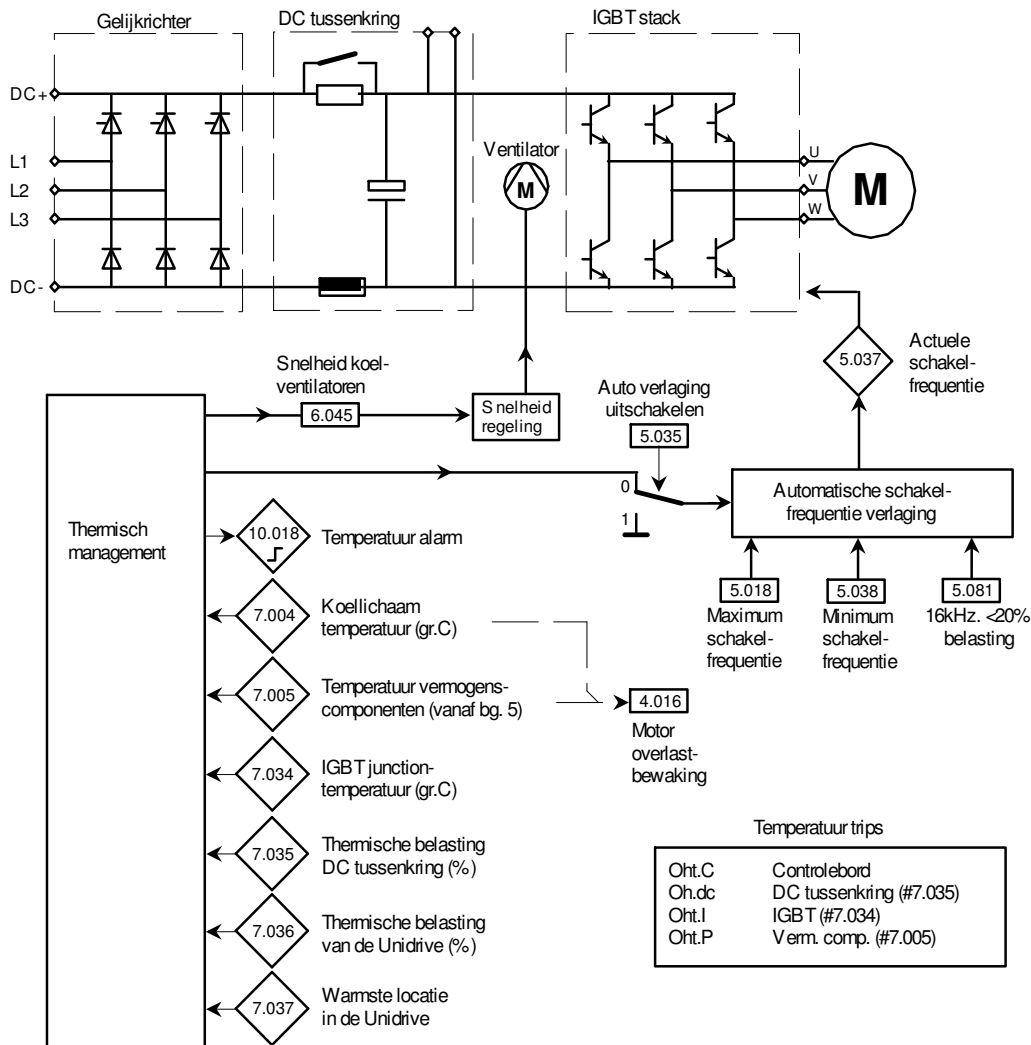 Gelijkrichter
DC tussenkring
IGBT stack
DC+
L1
L2
L3
DC-
Ventilator
M
U
V
W
M
Snelheid koel-
ventilatoren
6.045
Snelheid
regeling
Auto verlaging
uitschakelen
5.035
0
1
5.037
Actuele
schakel-
frequentie
Automatische schakel-
frequentie verlaging
5.018
Maximum
schakel-
frequentie
5.038
Minimum
schakel-
frequentie
5.081
16kHz. <20%
belasting
Thermisch
management
10.018
Temperatuur alarm
7.004
Koellichaam
temperatuur (gr.C)
7.005
Temperatuur vermogens-
componenten (vanaf bg. 5)
4.016
Motor
overlast-
bewaking
7.034
IGBT junction-
temperatuur (gr.C)
7.035
Thermische belasting
DC tussenkring (%)
7.036
Thermische belasting
van de Unidrive (%)
7.037
Warmste locatie
in de Unidrive
Temperatuur trips
Oht.C Controlebord
Oh.dc DC tussenkring (#7.035)
Oht.I IGBT (#7.034)
Oht.P Verm. comp. (#7.005)